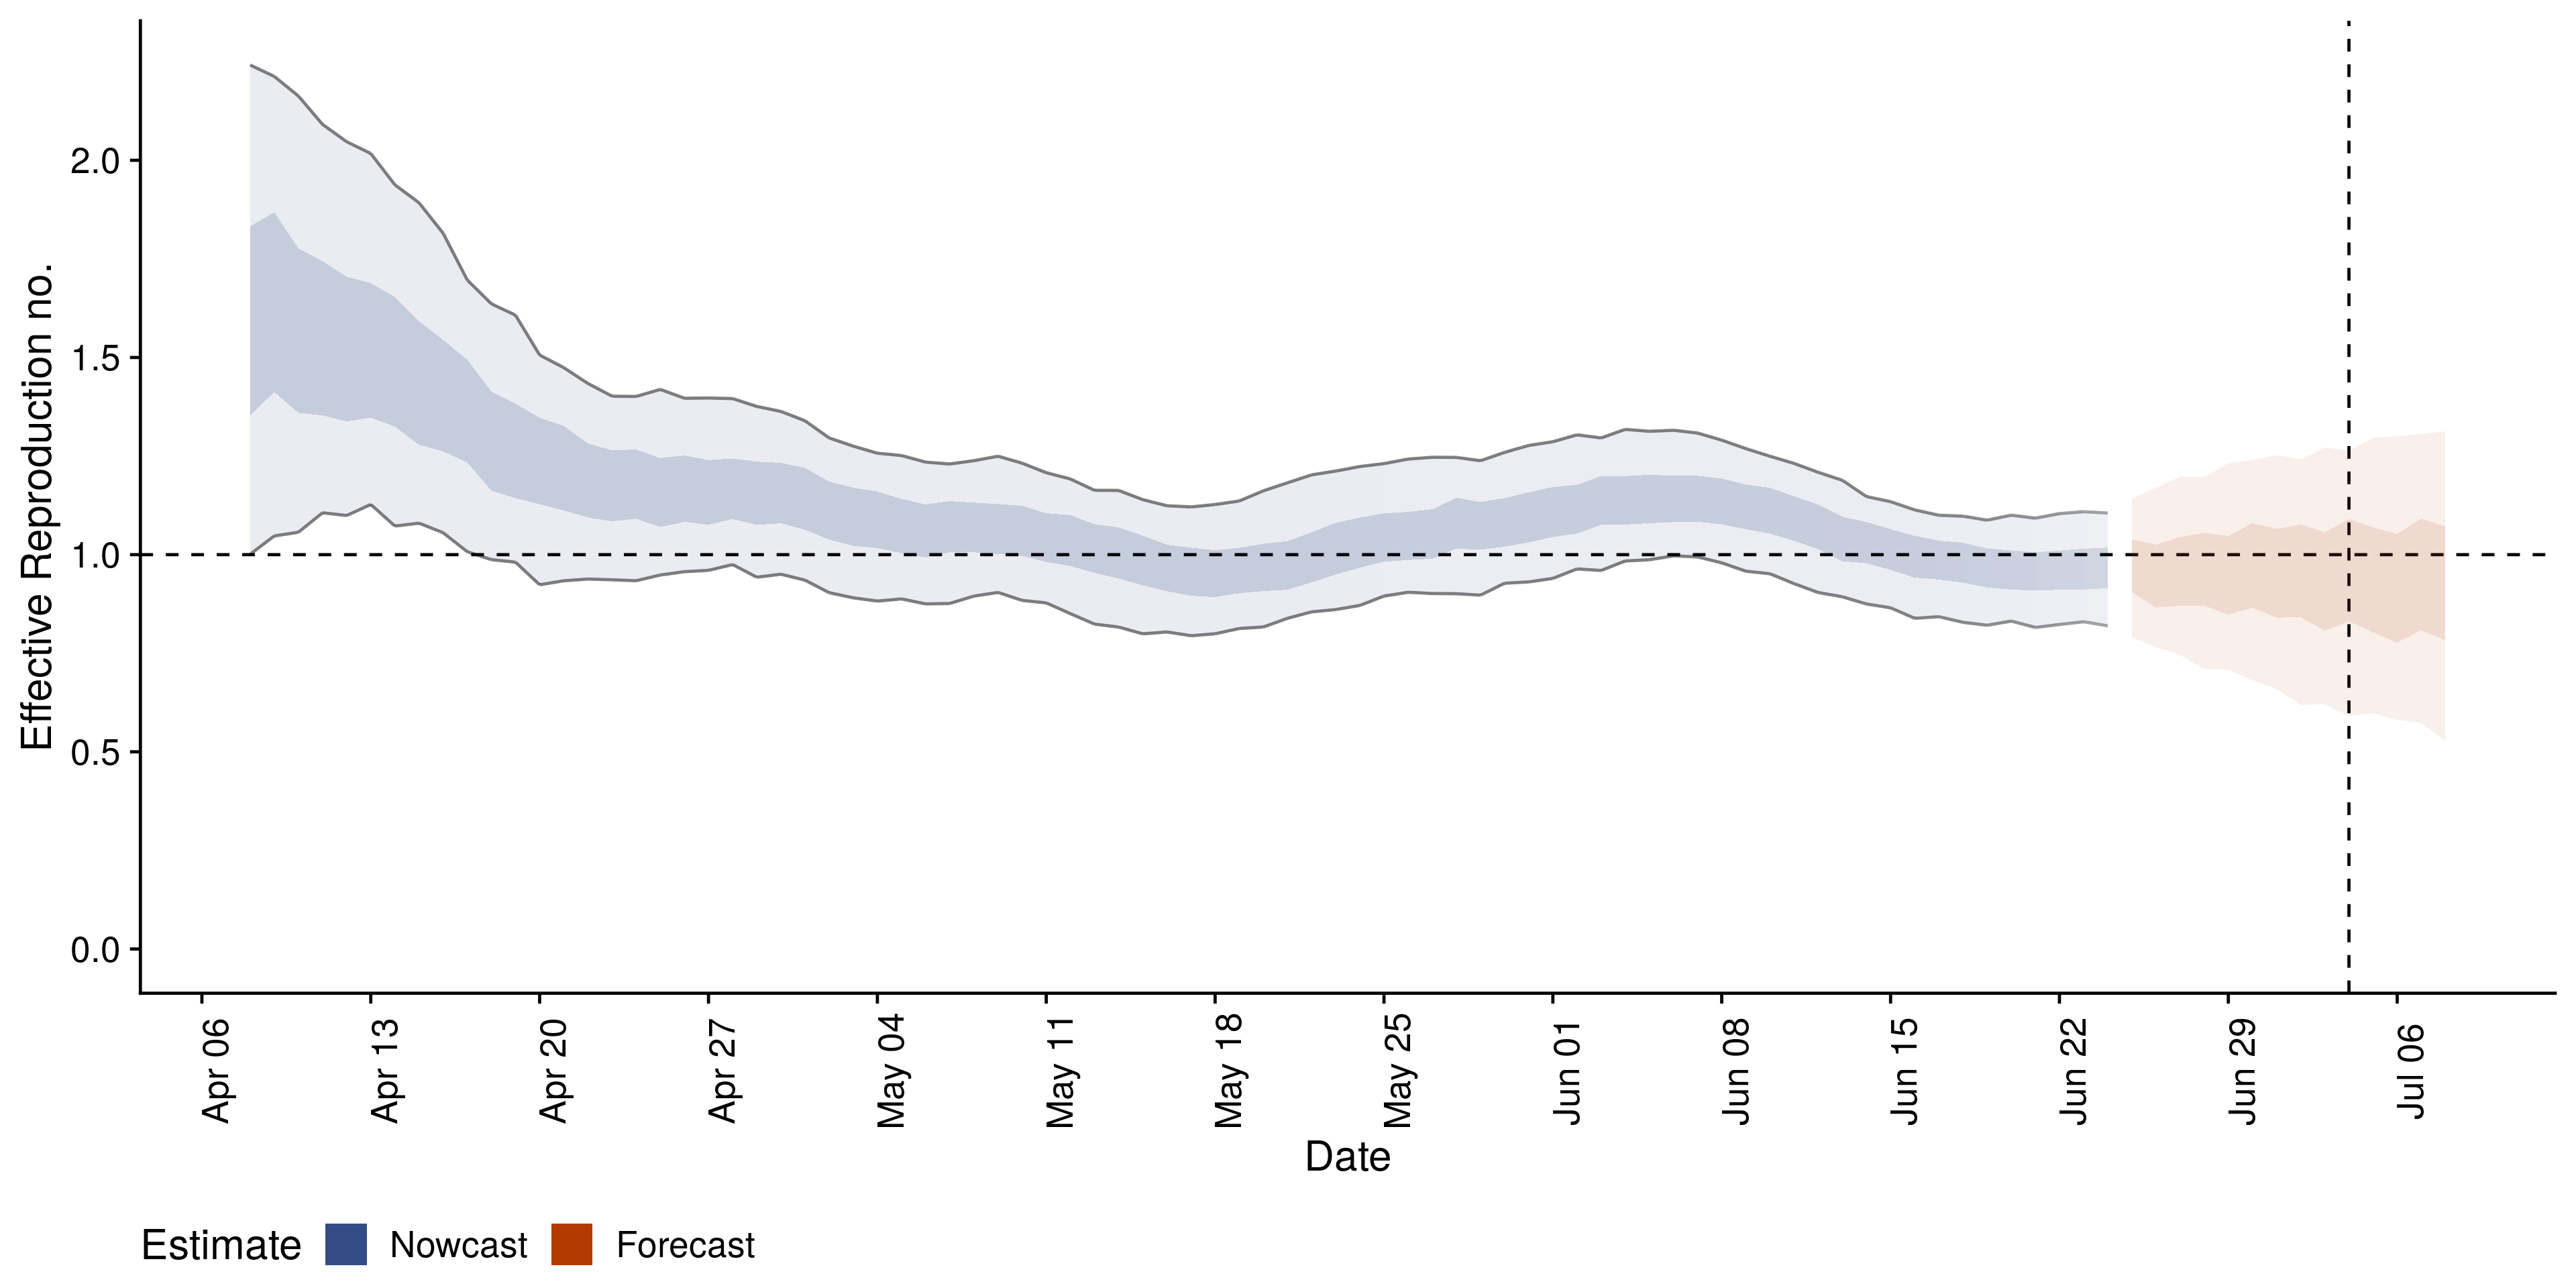 Effective Reproduction no.
2.0
1.5
1.0
0.5
0.0
Apr 06
Apr 13
Apr 20
Apr 27
May 04
May 11
May 18
May 25
Jun 01
Jun 08
Jun 15
Jun 22
Jun 29
Jul 06
Date
Estimate Nowcast Forecast